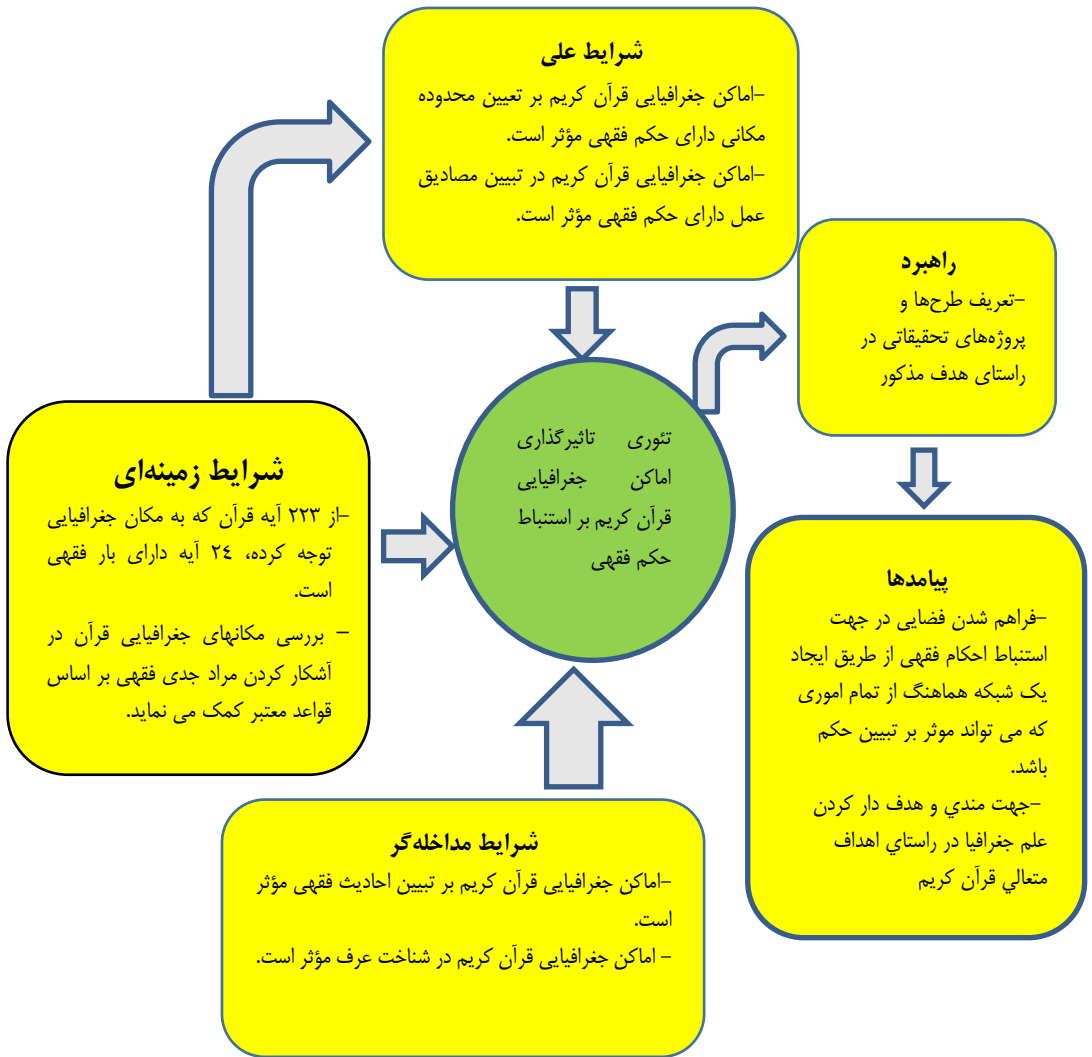 شرایط علی
–اماکن جغرافیایی قرآن کریم بر تعیین محدوده
مکانی دارای حکم فقهی مؤثر است.
–اماکن جغرافیایی قرآن کریم در تبیین مصادیق
عمل دارای حکم فقهی مؤثر است.
راهبرد
–تعریف طرح‌ها و
پروژه‌های تحقیقاتی در
راستای هدف مذکور
تئوری تاثیرگذاری
اماکن جغرافیایی
قرآن کریم بر استنباط
حکم فقهی
شرایط زمینه‌ای
–از ۲۲۳ آیه قرآن که به مکان جغرافیایی
توجه کرده، ٢٤ آیه دارای بار فقهی
است.
– بررسی مکانهای جغرافیایی قرآن در
آشکار کردن مراد جدی فقهی بر اساس
قواعد معتبر کمک می نماید.
پیامدها
–فراهم شدن فضایی در جهت
استنباط احکام فقهی از طریق ایجاد
یک شبکه هماهنگ از تمام اموری
که می تواند موثر بر تبیین حکم
باشد.
–جهت مندي و هدف دار کردن
علم جغرافیا در راستاي اهداف
متعالي قرآن کریم
شرایط مداخله‌گر
–اماکن جغرافیایی قرآن کریم بر تبیین احادیث فقهی مؤثر
است.
– اماکن جغرافیایی قرآن کریم در شناخت عرف مؤثر است.